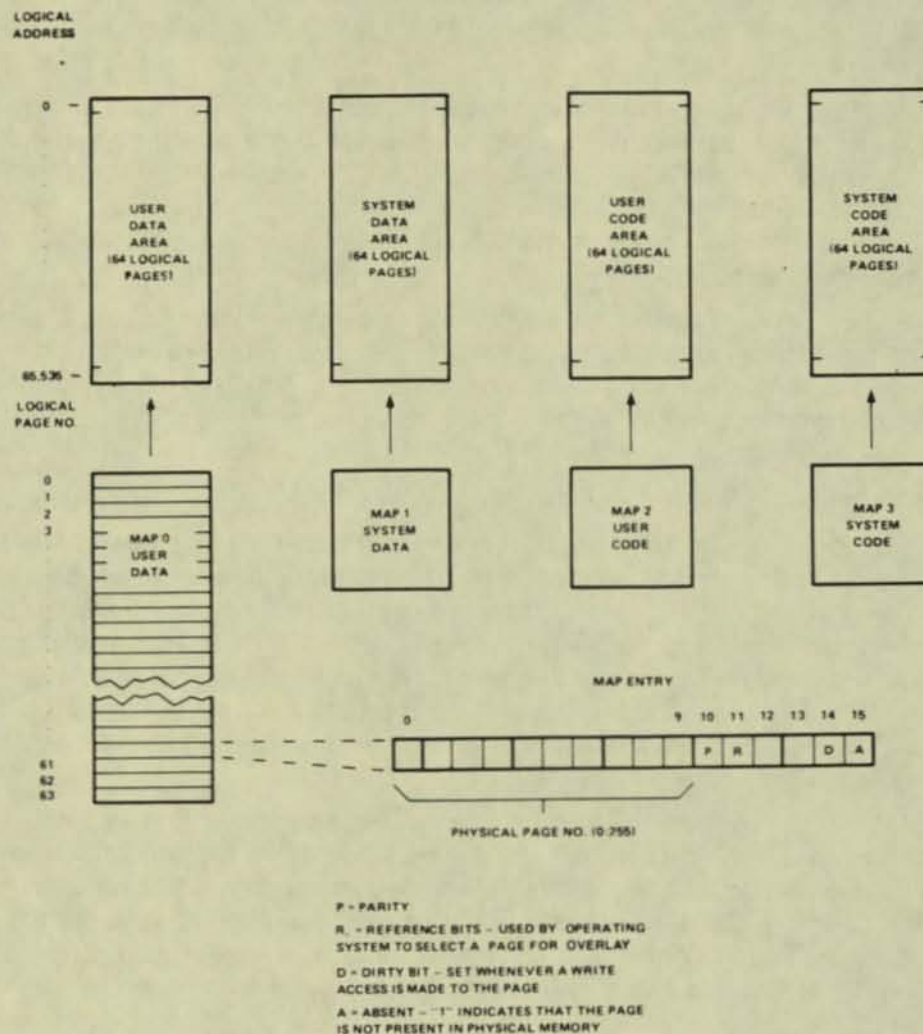 LOGICAL
ADDRESS
0
USER
DATA
AREA
(64 LOGICAL
PAGES)
SYSTEM
DATA
AREA
(64 LOGICAL
PAGES)
USER
CODE
AREA
(64 LOGICAL
PAGES)
SYSTEM
CODE
AREA
(64 LOGICAL
PAGES)
65,536
LOGICAL
PAGE NO.
0
1
2
3
MAP 0
USER
DATA
MAP 1
SYSTEM
DATA
MAP 2
USER
CODE
MAP 3
SYSTEM
CODE
MAP ENTRY
0 9 10 11 12 13 14 15
P R D A
61
62
63
PHYSICAL PAGE NO. (0:255)
P = PARITY
R, = REFERENCE BITS - USED BY OPERATING
SYSTEM TO SELECT A PAGE FOR OVERLAY
D = DIRTY BIT - SET WHENEVER A WRITE
ACCESS IS MADE TO THE PAGE
A = ABSENT - "1" INDICATES THAT THE PAGE
IS NOT PRESENT IN PHYSICAL MEMORY